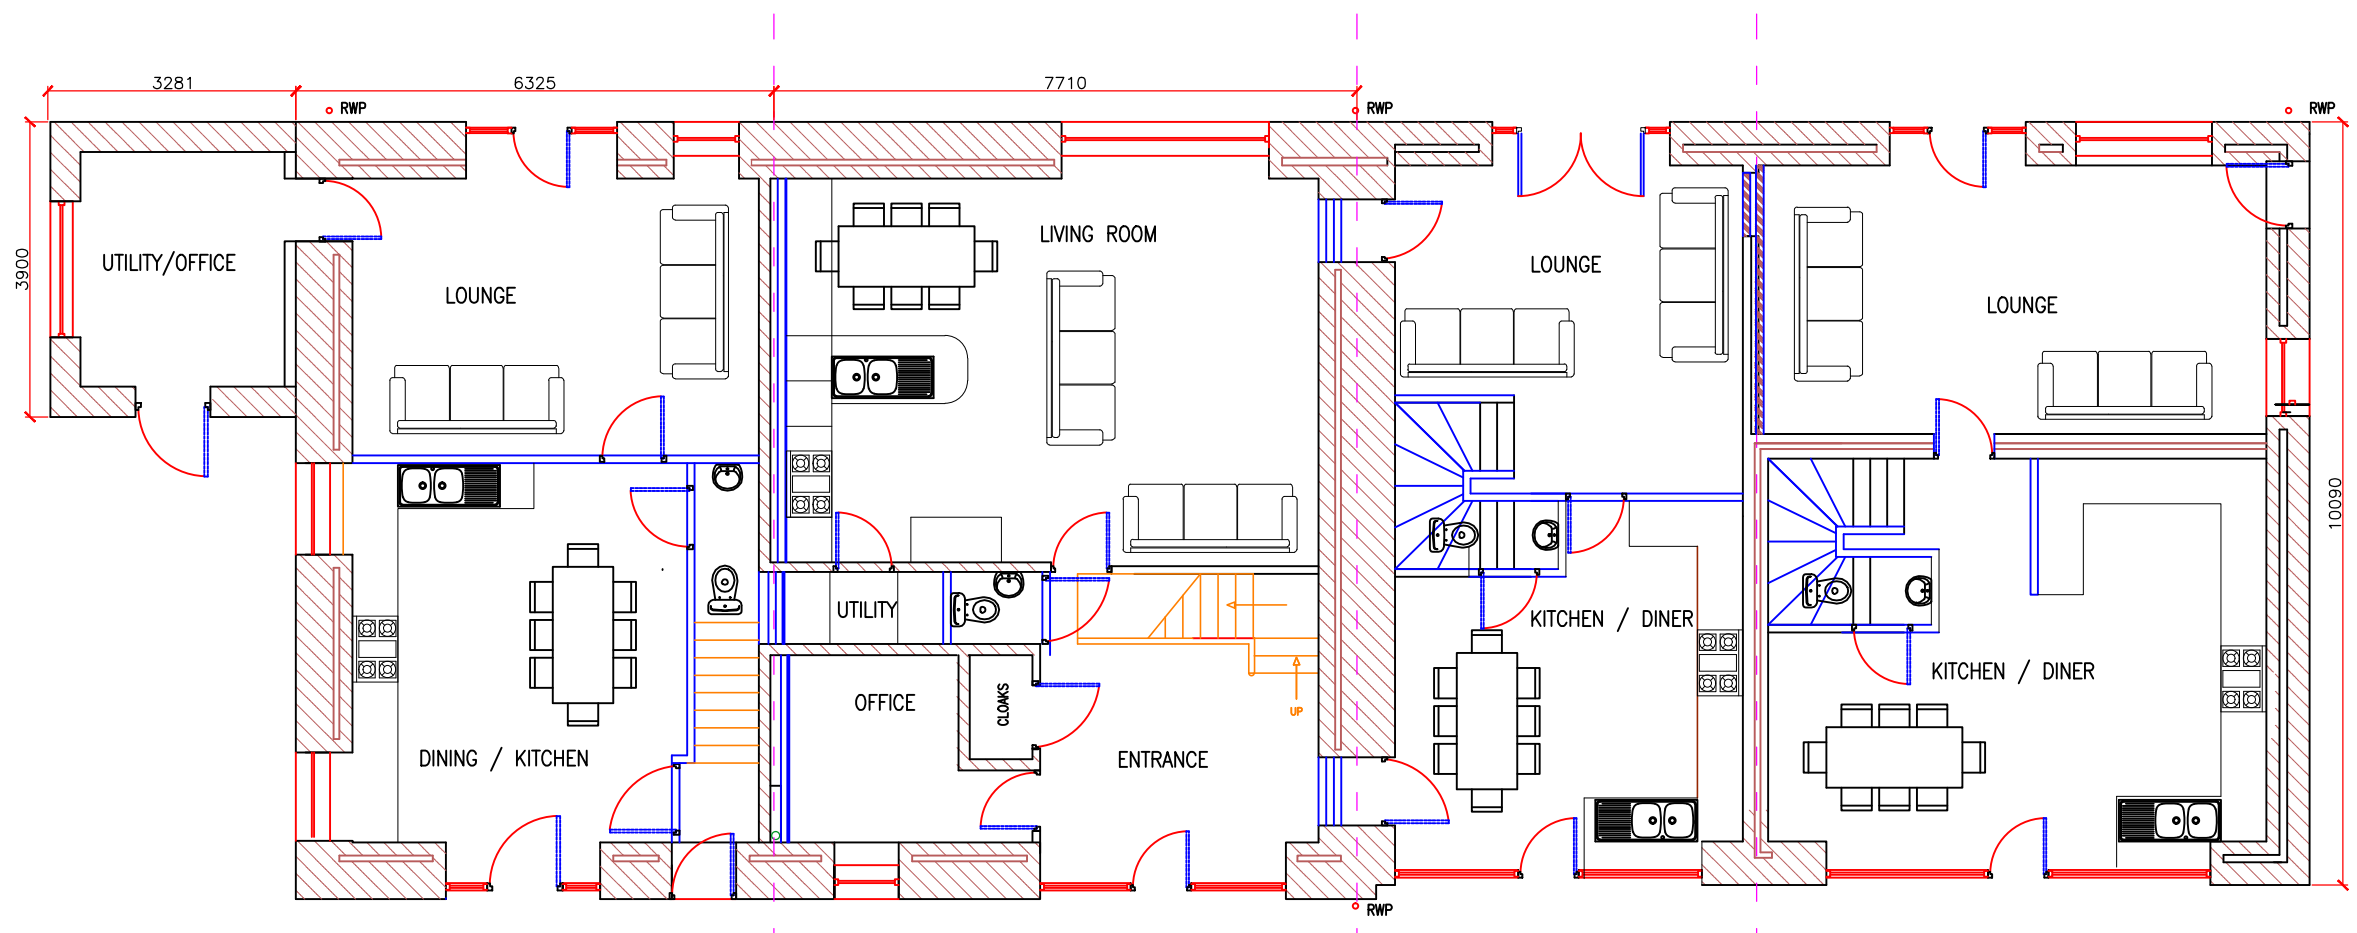 3281
6325
7710
RWP
RWP
RWP
3900
UTILITY/OFFICE
LOUNGE
LIVING ROOM
LOUNGE
LOUNGE
10090
UTILITY
KITCHEN / DINER
KITCHEN / DINER
OFFICE
CLOAKS
UP
DINING / KITCHEN
ENTRANCE
RWP